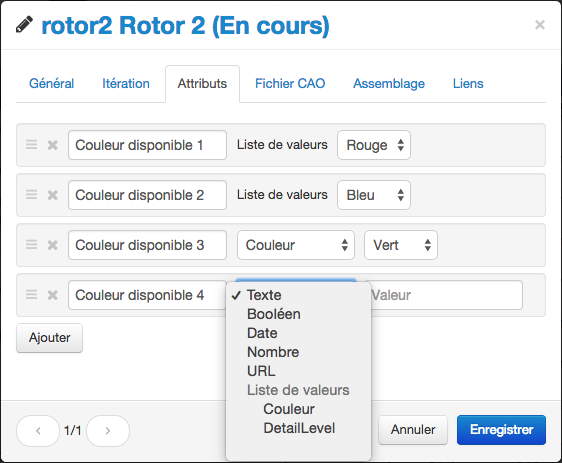 rotor2 Rotor 2 (En cours)
×
Général Itération Attributs Fichier CAO Assemblage Liens
Couleur disponible 1 Liste de valeurs Rouge
Couleur disponible 2 Liste de valeurs Bleu
Couleur disponible 3 Couleur Vert
Couleur disponible 4 Valeur
✓ Texte
Booléen
Date
Nombre
URL
Liste de valeurs
Couleur
DetailLevel
Ajouter
‹ 1/1 ›
Annuler Enregistrer